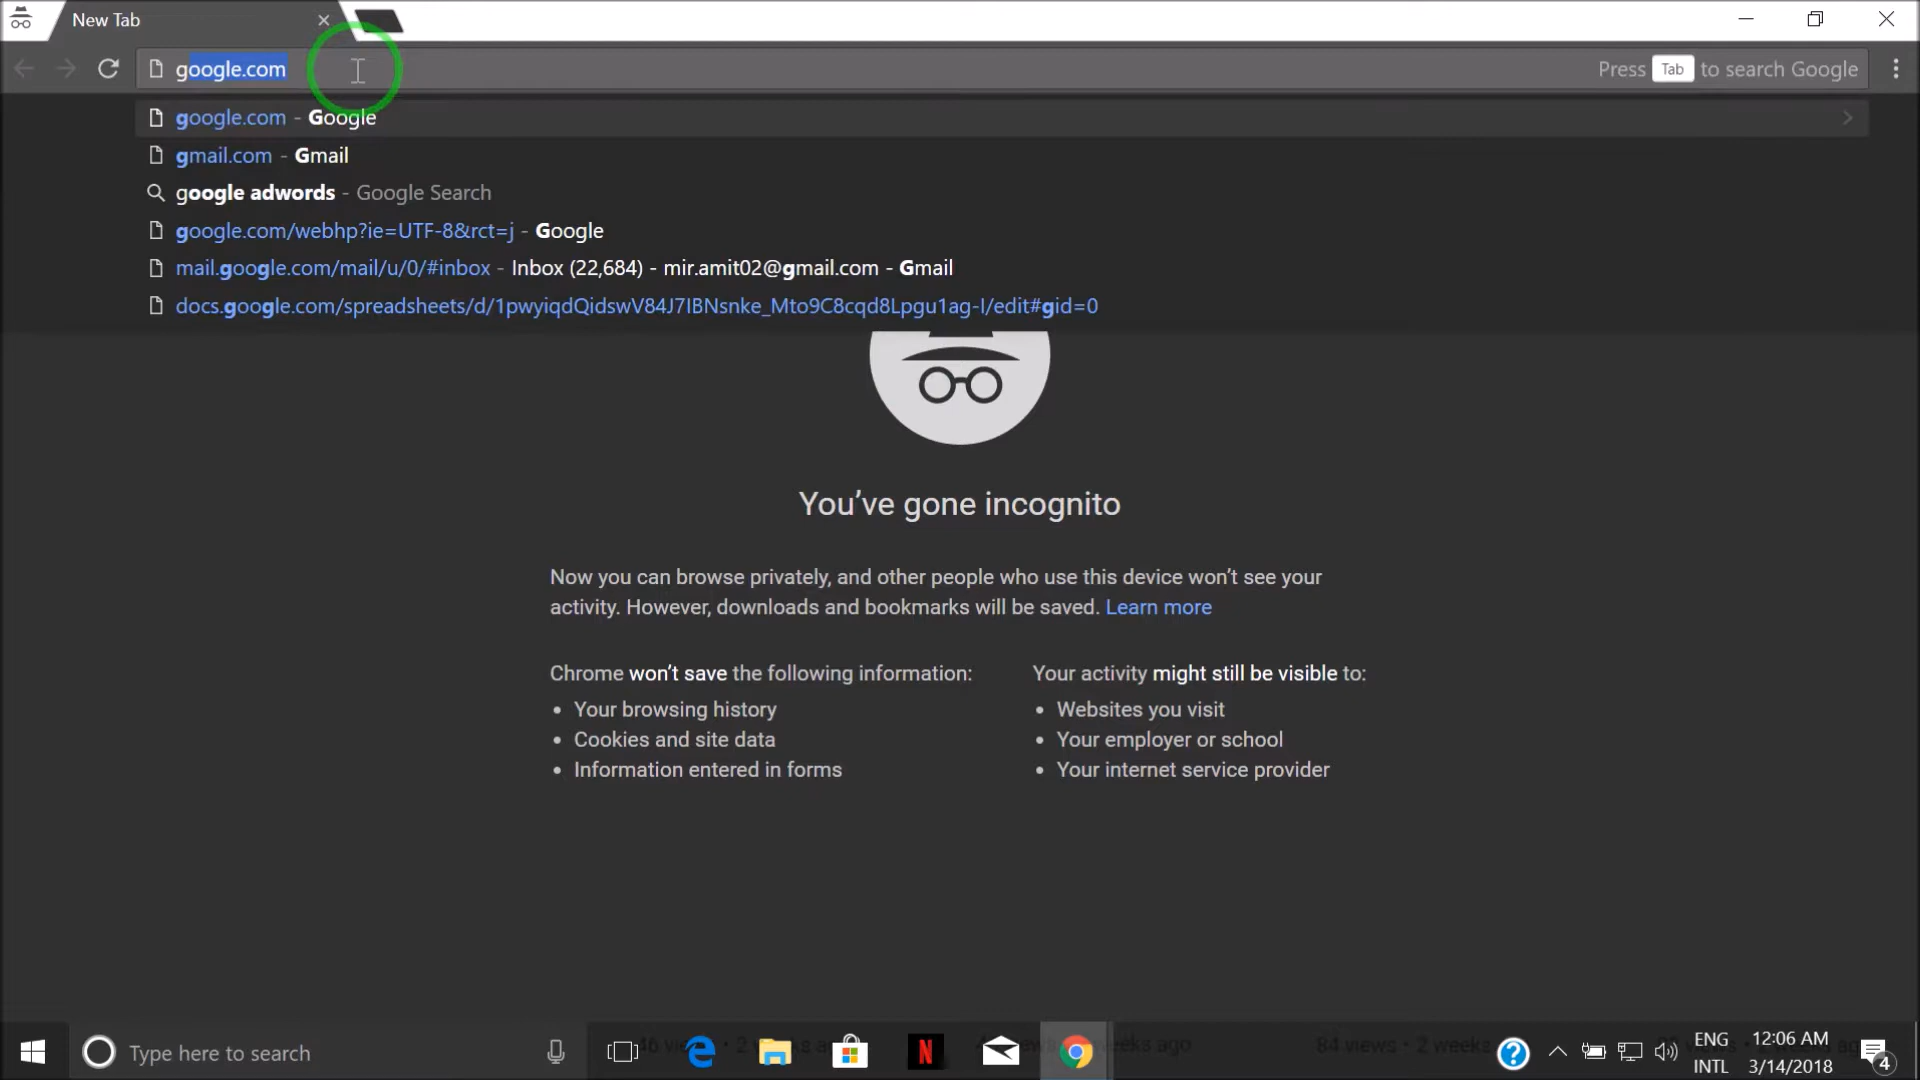 New Tab
google.com
Press Tab to search Google
google.com - Google
gmail.com - Gmail
google adwords - Google Search
google.com/webhp?ie=UTF-8&rct=j - Google
mail.google.com/mail/u/0/#inbox - Inbox (22,684) - mir.amit02@gmail.com - Gmail
docs.google.com/spreadsheets/d/1pwyiqdQidswV84J7IBNsnke_Mto9C8cqd8Lpgu1ag-I/edit#gid=0
You've gone incognito
Now you can browse privately, and other people who use this device won't see your
activity. However, downloads and bookmarks will be saved. Learn more
Chrome won't save the following information:
• Your browsing history
• Cookies and site data
• Information entered in forms
Your activity might still be visible to:
• Websites you visit
• Your employer or school
• Your internet service provider
Type here to search
84 views • 2 weeks
ENG
INTL
12:06 AM
3/14/2018
4